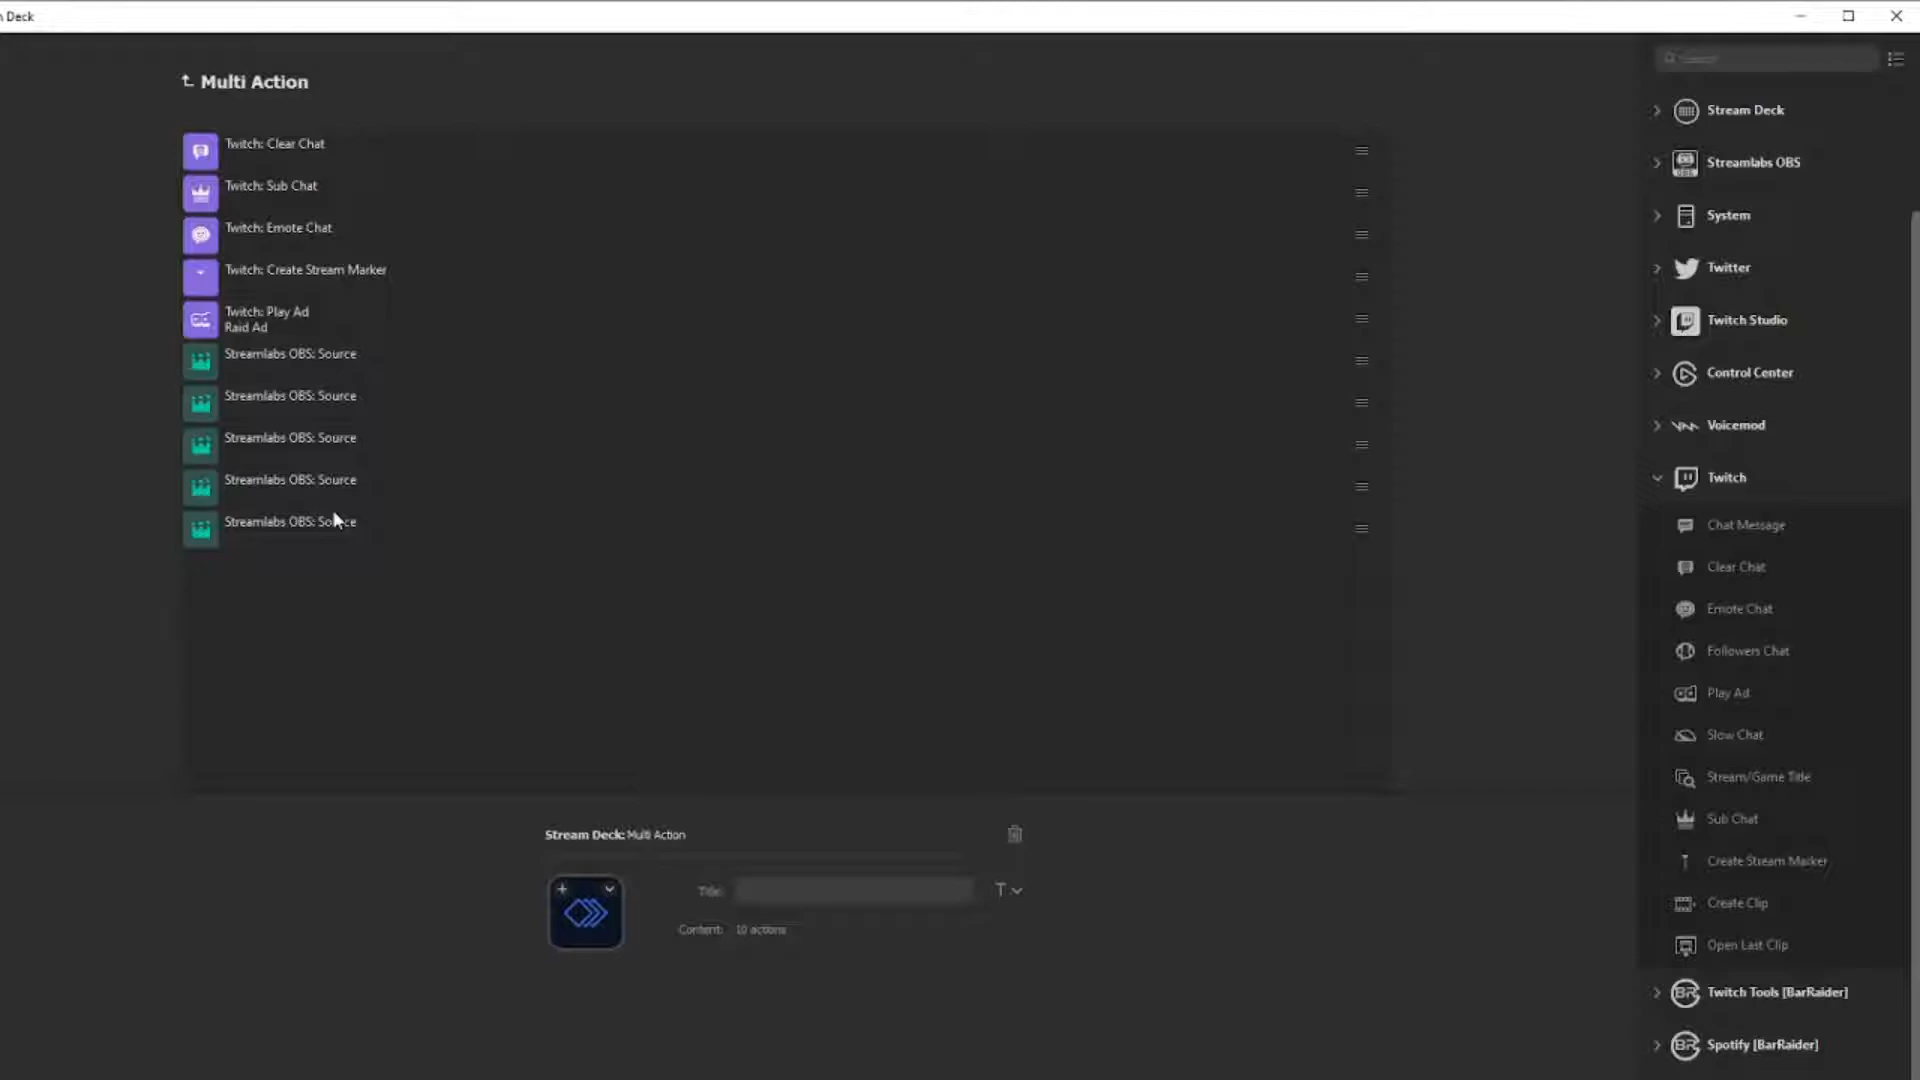 n Deck
Multi Action
Twitch: Clear Chat
Twitch: Sub Chat
Twitch: Emote Chat
Twitch: Create Stream Marker
Twitch: Play Ad
Raid Ad
Streamlabs OBS: Source
Streamlabs OBS: Source
Streamlabs OBS: Source
Streamlabs OBS: Source
Streamlabs OBS: Source
Stream Deck: Multi Action
Title:
T
Content: 10 actions
Search
Stream Deck
OBS
Streamlabs OBS
System
Twitter
Twitch Studio
Control Center
Voicemod
Twitch
Chat Message
Clear Chat
Emote Chat
Followers Chat
Play Ad
Slow Chat
Stream/Game Title
Sub Chat
Create Stream Marker
Create Clip
Open Last Clip
BR
Twitch Tools [BarRaider]
BR
Spotify [BarRaider]